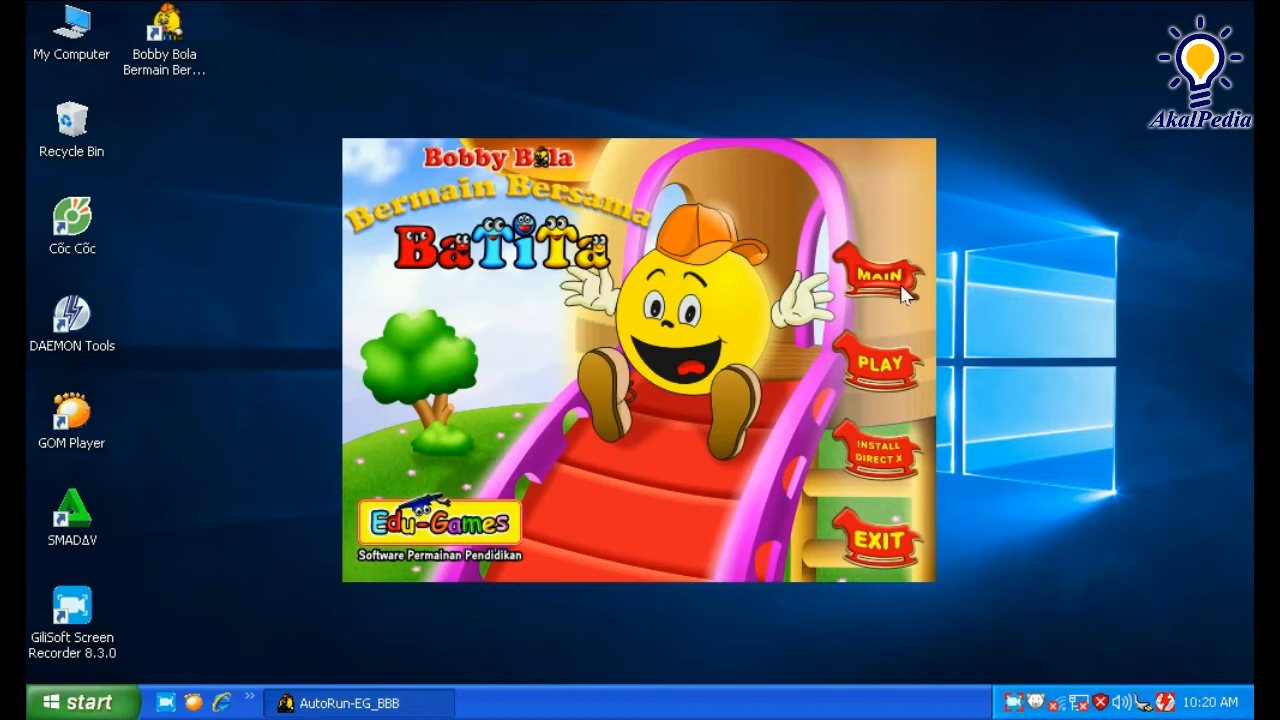 My Computer
Bobby Bola
Bermain Ber...
Recycle Bin
Cốc Cốc
DAEMON Tools
GOM Player
SMADΔV
GiliSoft Screen
Recorder 8.3.0
AkalPedia
Bobby Bola
Bermain Bersama
BaTiTa
MAIN
PLAY
INSTALL
DIRECT X
EXIT
Edu-Games
Software Permainan Pendidikan
start
AutoRun-EG_BBB
10:20 AM